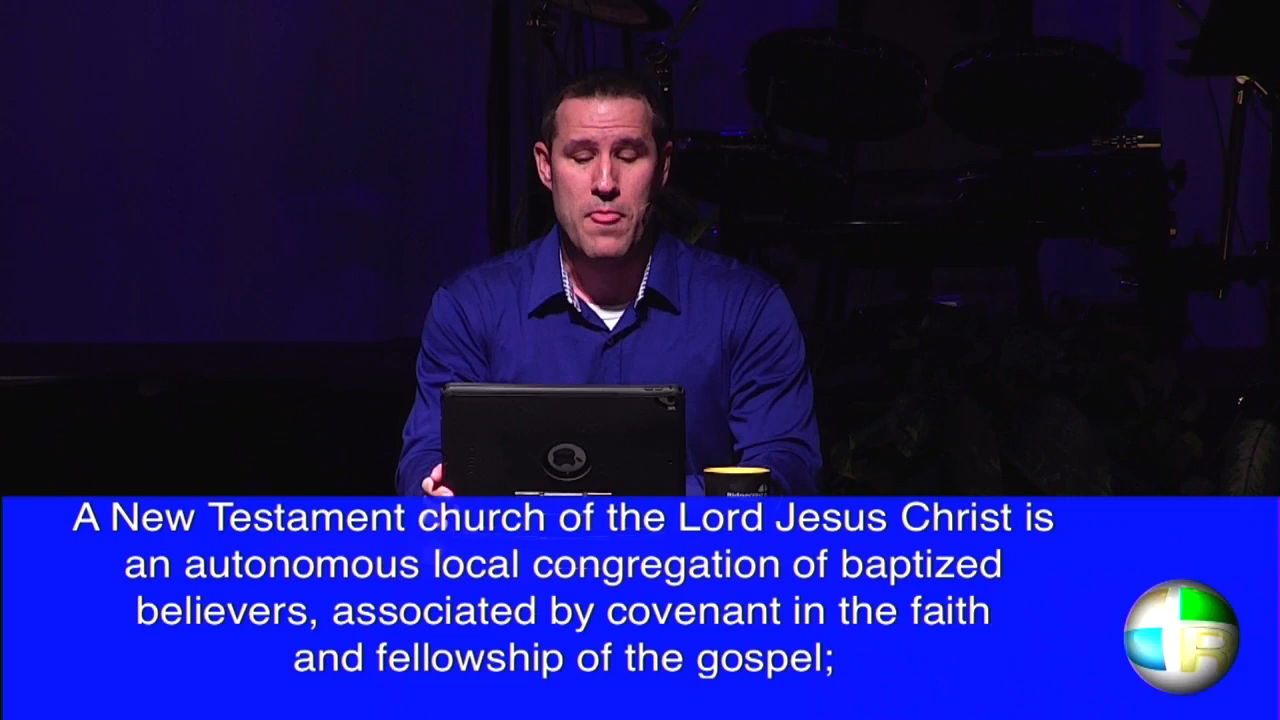 A New Testament church of the Lord Jesus Christ is
an autonomous local congregation of baptized
believers, associated by covenant in the faith
and fellowship of the gospel;